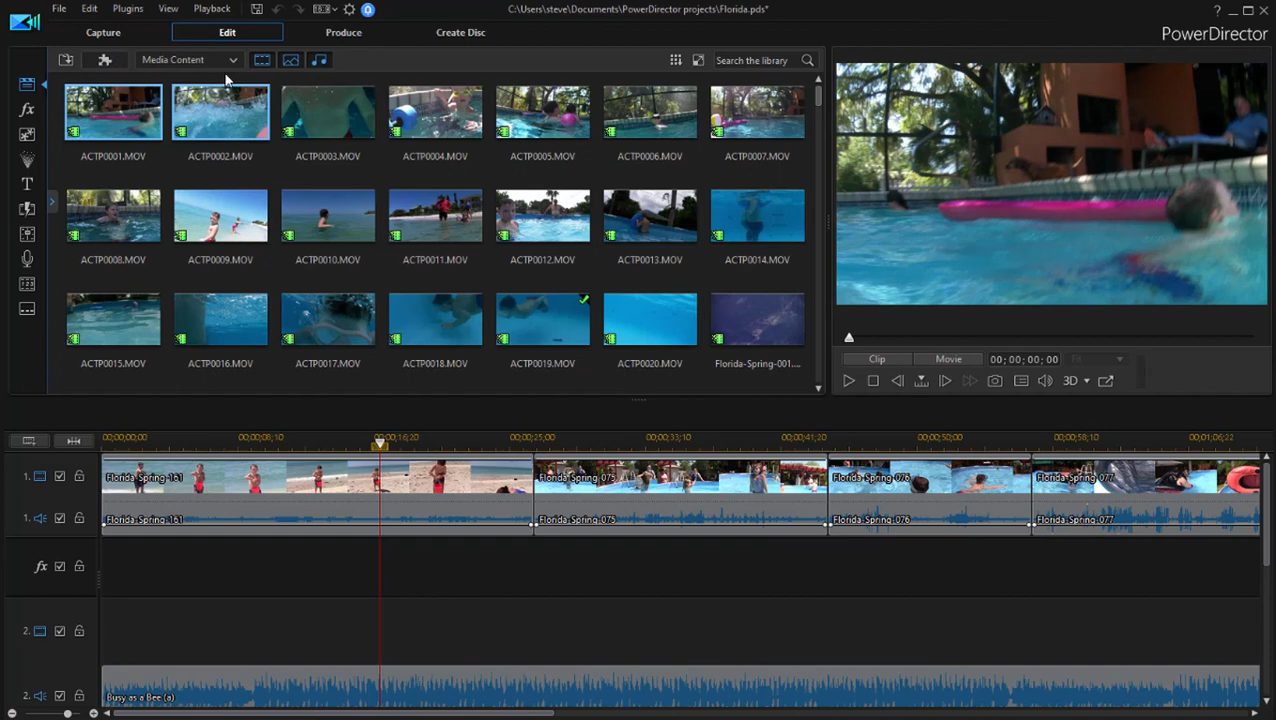 File Edit Plugins View Playback C:\Users\steve\Documents\PowerDirector projects\Florida.pds* ?
PowerDirector
Capture Edit Produce Create Disc
Media Content Search the library
ACTP0001.MOV ACTP0002.MOV ACTP0003.MOV ACTP0004.MOV ACTP0005.MOV ACTP0006.MOV ACTP0007.MOV
fx
T
ACTP0008.MOV ACTP0009.MOV ACTP0010.MOV ACTP0011.MOV ACTP0012.MOV ACTP0013.MOV ACTP0014.MOV
ACTP0015.MOV ACTP0016.MOV ACTP0017.MOV ACTP0018.MOV ACTP0019.MOV ACTP0020.MOV Florida-Spring-001....
Clip Movie 00;00;00;00 Fit
3D
00;00;00;00 00;00;08;10 00;00;16;20 00;00;25;00 00;00;33;10 00;00;41;20 00;00;50;00 00;00;58;10 00;01;06;22
1. Florida-Spring-161 Florida-Spring-075 Florida-Spring-076 Florida-Spring-077
1. Florida-Spring-161 Florida-Spring-075 Florida-Spring-076 Florida-Spring-077
fx
2.
2. Busy as a Bee (a)